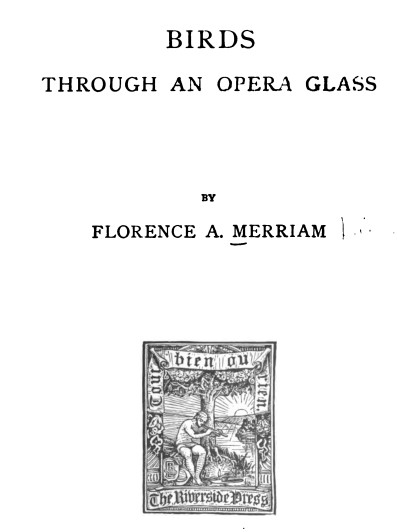 BIRDS
THROUGH AN OPERA GLASS
BY
FLORENCE A. MERRIAM
Tout bien ou rien
The Riverside Press